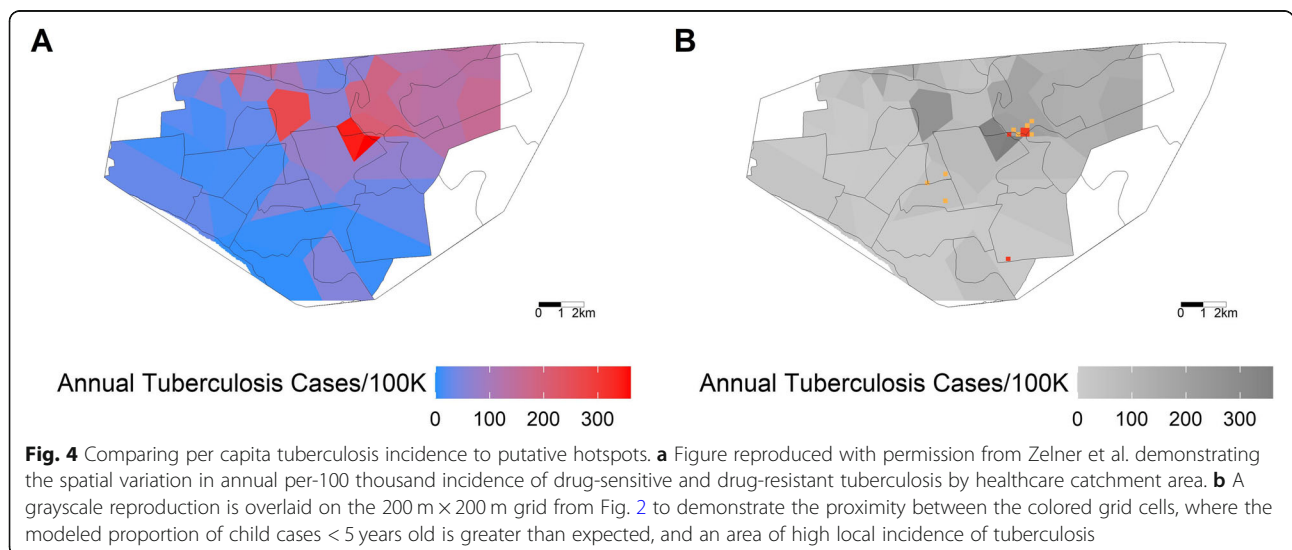 A
B
0 1 2km
0 1 2km
Annual Tuberculosis Cases/100K
0 100 200 300
Annual Tuberculosis Cases/100K
0 100 200 300
Fig. 4 Comparing per capita tuberculosis incidence to putative hotspots. a Figure reproduced with permission from Zelner et al. demonstrating
the spatial variation in annual per-100 thousand incidence of drug-sensitive and drug-resistant tuberculosis by healthcare catchment area. b A
grayscale reproduction is overlaid on the 200 m × 200 m grid from Fig. 2 to demonstrate the proximity between the colored grid cells, where the
modeled proportion of child cases < 5 years old is greater than expected, and an area of high local incidence of tuberculosis